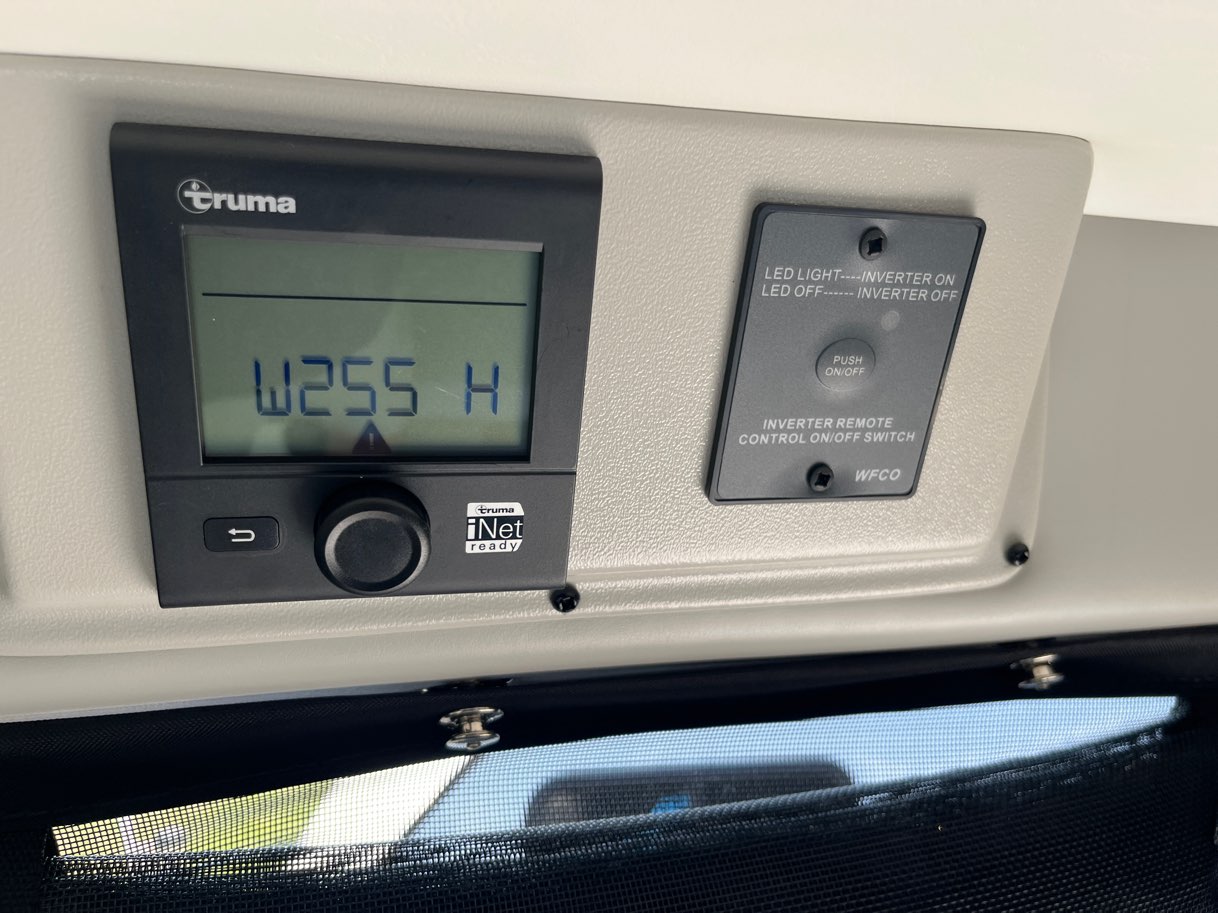 truma
W255 H
!
truma
iNet
ready
LED LIGHT----INVERTER ON
LED OFF------ INVERTER OFF
PUSH
ON/OFF
INVERTER REMOTE
CONTROL ON/OFF SWITCH
WFCO